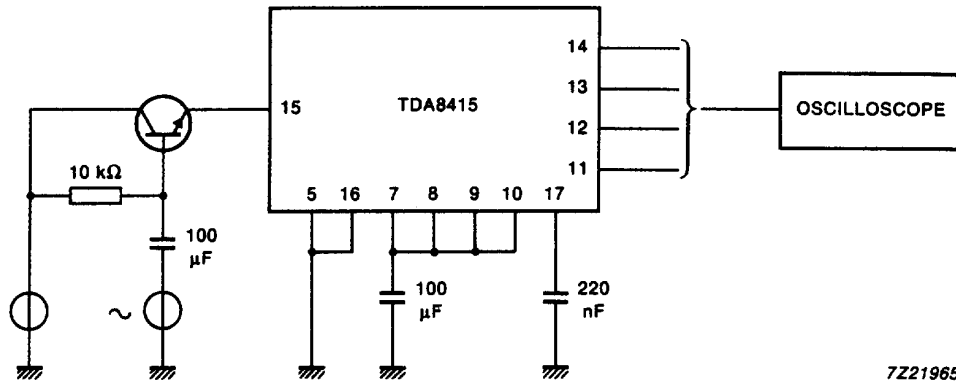 14
13
15
TDA8415
OSCILLOSCOPE
12
11
10 kΩ
5 16 7 8 9 10 17
100
μF
100
μF
220
nF
~
7Z21965